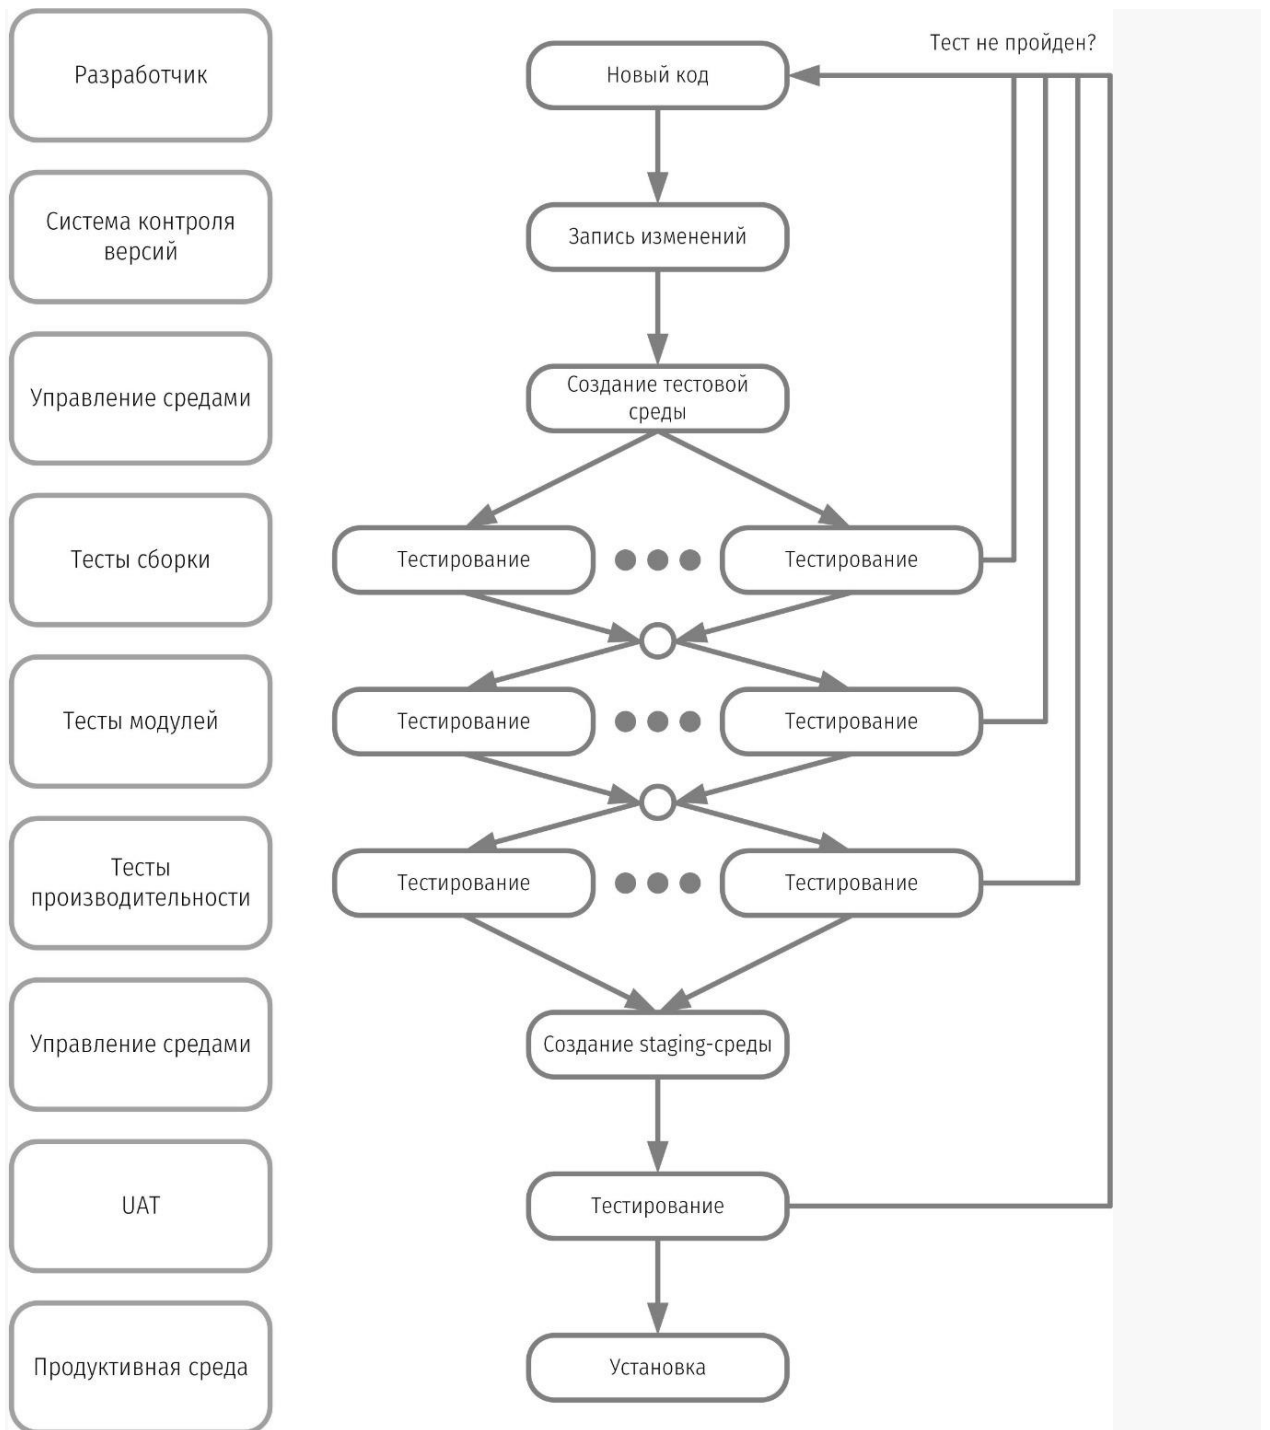 Тест не пройден?
Разработчик
Новый код
Система контроля
версий
Запись изменений
Управление средами
Создание тестовой
среды
Тесты сборки
Тестирование
Тестирование
Тесты модулей
Тестирование
Тестирование
Тесты
производительности
Тестирование
Тестирование
Управление средами
Создание staging-среды
UAT
Тестирование
Продуктивная среда
Установка